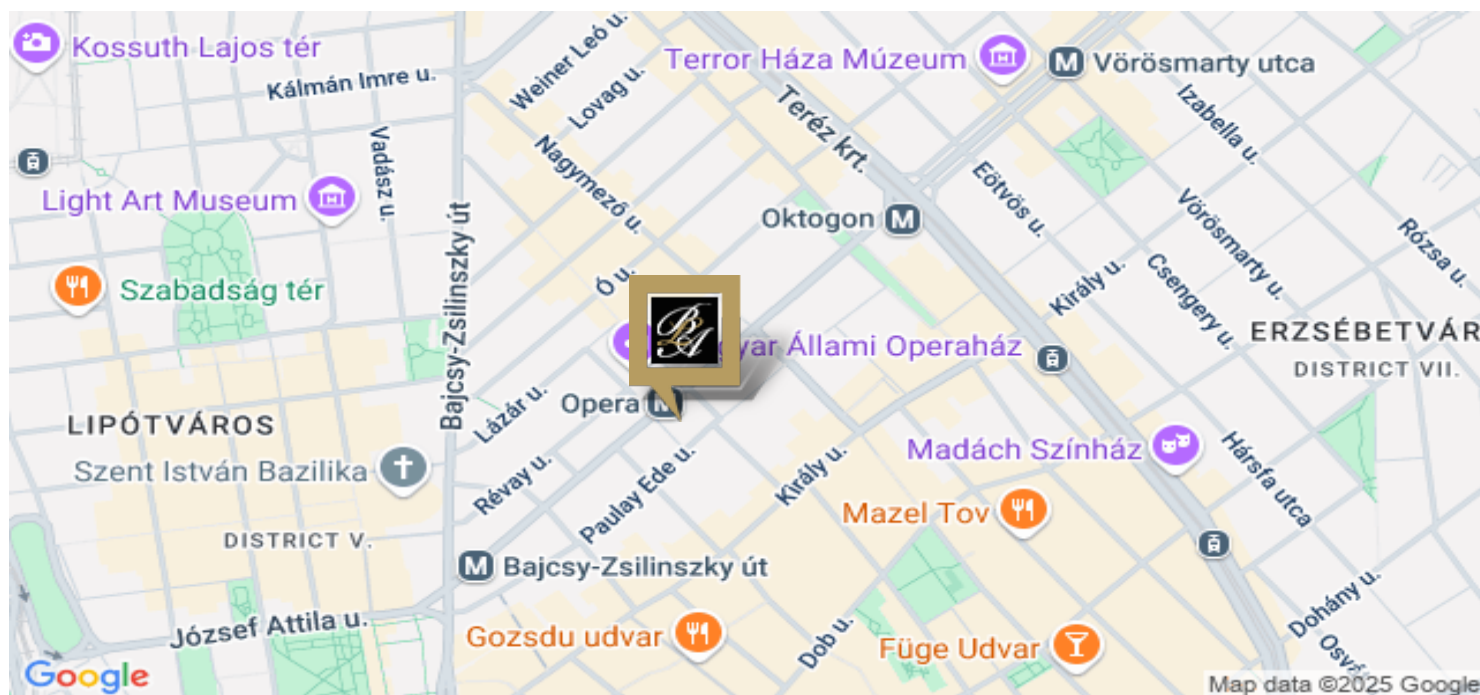 Kossuth Lajos tér
Kálmán Imre u.
Weiner Leó u.
Lovag u.
Terror Háza Múzeum
M Vörösmarty utca
Teréz krt.
Izabella u.
Vadász u.
Nagymező u.
Light Art Museum
Eötvös u.
Oktogon M
Vörösmarty u.
Rózsa u.
Bajcsy-Zsilinszky út
Ó u.
Szabadság tér
Király u.
Csengery u.
BLA
ERZSÉBETVÁR
DISTRICT VII.
yar Állami Operaház
Opera M
Lázár u.
LIPÓTVÁROS
Szent István Bazilika
Révay u.
Paulay Ede u.
Király u.
Madách Színház
Hársfa utca
Mazel Tov
DISTRICT V.
M Bajcsy-Zsilinszky út
József Attila u.
Gozsdu udvar
Dob u.
Füge Udvar
Dohány u.
Osvá
Google
Map data ©2025 Google